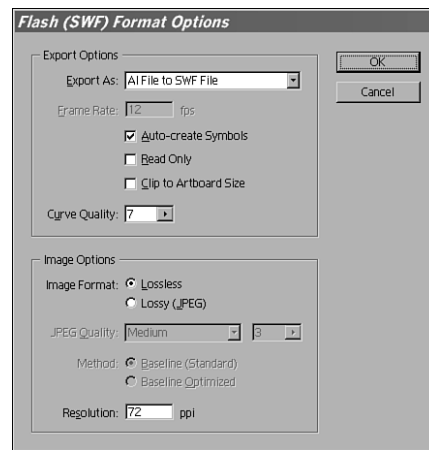 Flash (SWF) Format Options
Export Options
Export As: AI File to SWF File
Frame Rate: 12 fps
Auto-create Symbols
Read Only
Clip to Artboard Size
Curve Quality: 7
Image Options
Image Format: Lossless
Lossy (JPEG)
JPEG Quality: Medium 3
Method: Baseline (Standard)
Baseline Optimized
Resolution: 72 ppi
OK
Cancel